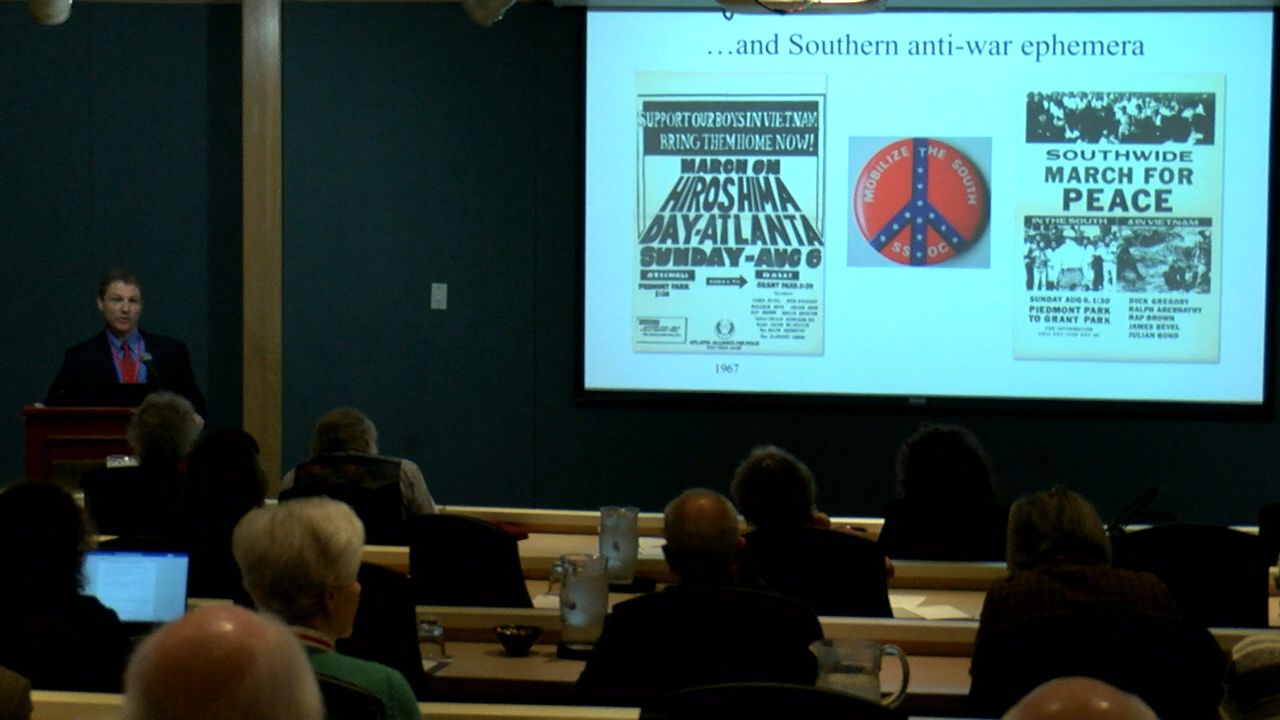 …and Southern anti-war ephemera
SUPPORT OUR BOYS IN VIETNAM
BRING THEM HOME NOW!
MARCH ON
HIROSHIMA
DAY-ATLANTA
SUNDAY-AUG 6
PIEDMONT PARK
RALLY
GRANT PARK
1967
MOBILIZE THE SOUTH
SSOC
SOUTHWIDE
MARCH FOR
PEACE
IN THE SOUTH & IN VIETNAM
SUNDAY AUG 6, 1:30
PIEDMONT PARK
TO GRANT PARK
FOR INFORMATION
DICK GREGORY
RALPH ABERNATHY
RAP BROWN
JAMES BEVEL
JULIAN BOND